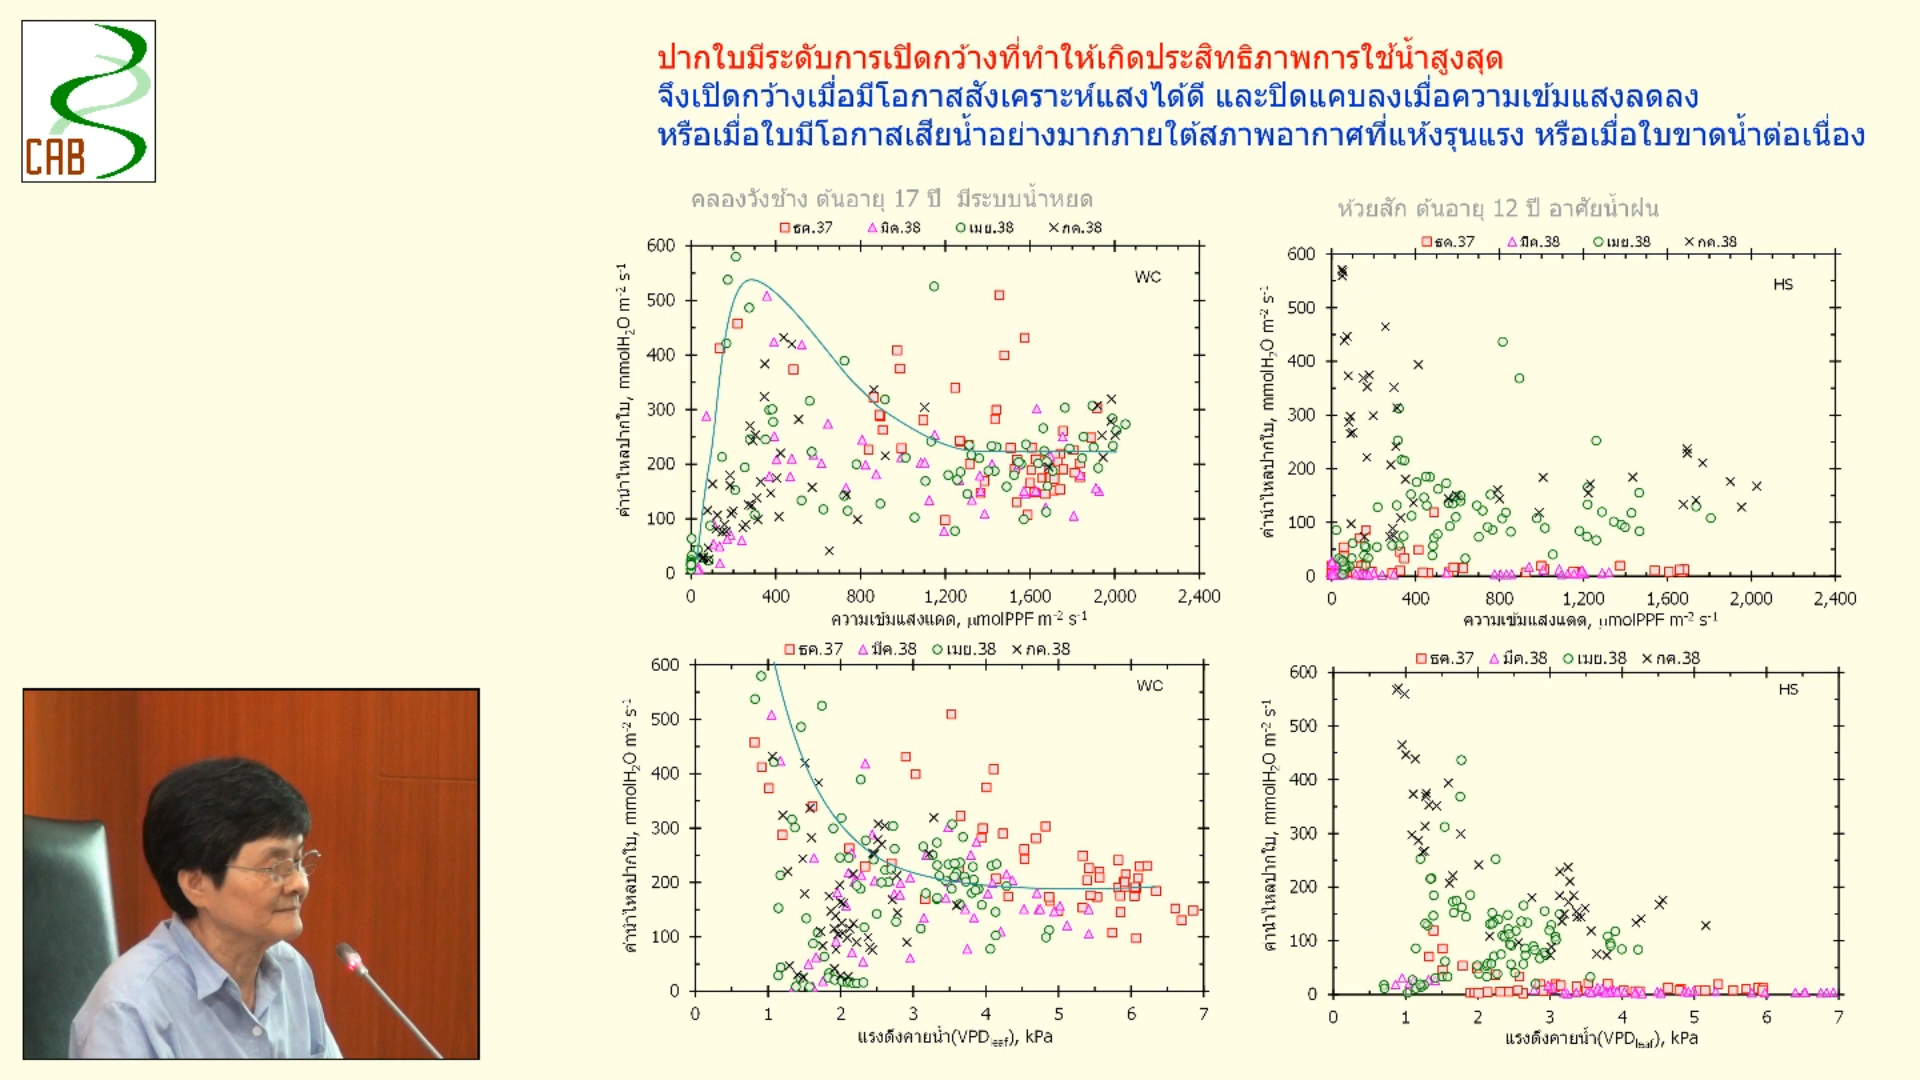 CAB
ปากใบมีระดับการเปิดกว้างที่ทำให้เกิดประสิทธิภาพการใช้น้ำสูงสุด
จึงเปิดกว้างเมื่อมีโอกาสสังเคราะห์แสงได้ดี และปิดแคบลงเมื่อความเข้มแสงลดลง
หรือเมื่อใบมีโอกาสเสียน้ำอย่างมากภายใต้สภาพอากาศที่แห้งรุนแรง หรือเมื่อใบขาดน้ำต่อเนื่อง
คลองวังช้าง ต้นอายุ 17 ปี มีระบบน้ำหยด
ธค.37 มีค.38 เมย.38 กค.38
WC
ค่านำไหลปากใบ, mmolH2O m-2 s-1
600
500
400
300
200
100
0
0 400 800 1,200 1,600 2,000 2,400
ความเข้มแสงแดด, µmolPPF m-2 s-1
ห้วยสัก ต้นอายุ 12 ปี อาศัยน้ำฝน
ธค.37 มีค.38 เมย.38 กค.38
HS
ค่านำไหลปากใบ, mmolH2O m-2 s-1
600
500
400
300
200
100
0
0 400 800 1,200 1,600 2,000 2,400
ความเข้มแสงแดด, µmolPPF m-2 s-1
ธค.37 มีค.38 เมย.38 กค.38
WC
ค่านำไหลปากใบ, mmolH2O m-2 s-1
600
500
400
300
200
100
0
0 1 2 3 4 5 6 7
แรงดึงคายน้ำ(VPDleaf), kPa
ธค.37 มีค.38 เมย.38 กค.38
HS
ค่านำไหลปากใบ, mmolH2O m-2 s-1
600
500
400
300
200
100
0
0 1 2 3 4 5 6 7
แรงดึงคายน้ำ(VPDleaf), kPa